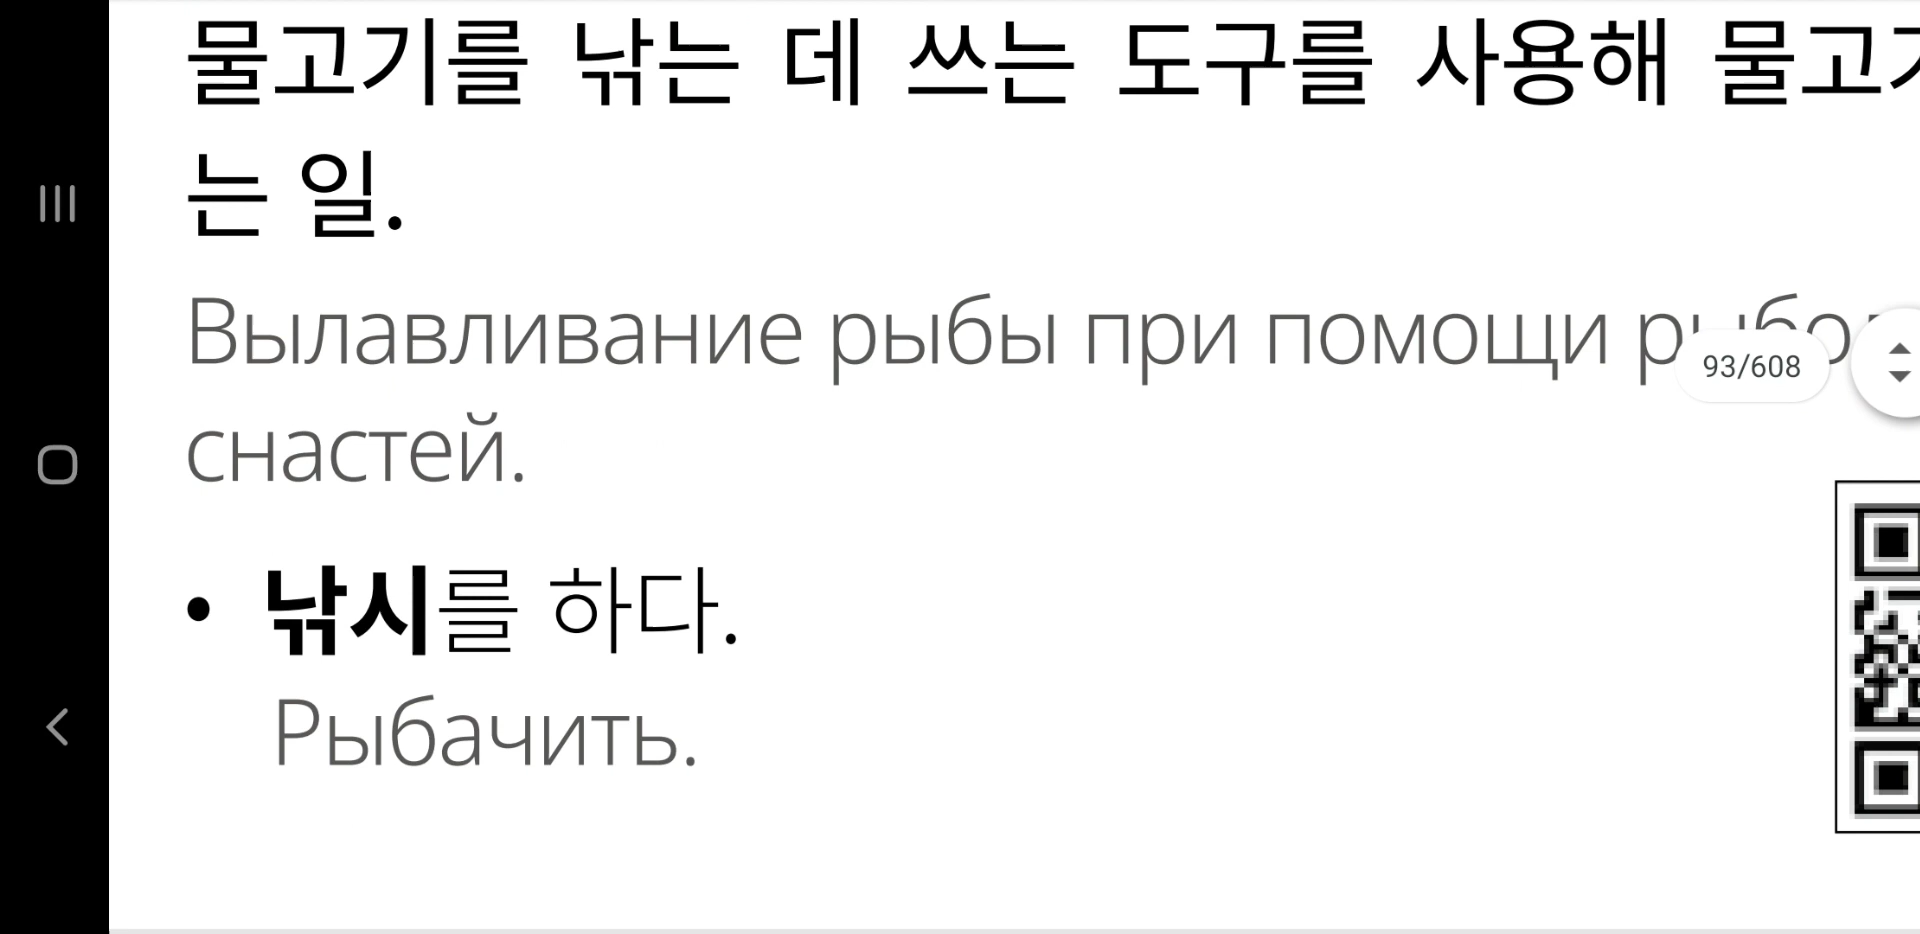 물고기를 낚는 데 쓰는 도구를 사용해 물고
는 일.
Вылавливание рыбы при помощи
93/608
снастей.
• 낚시를 하다.
Рыбачить.